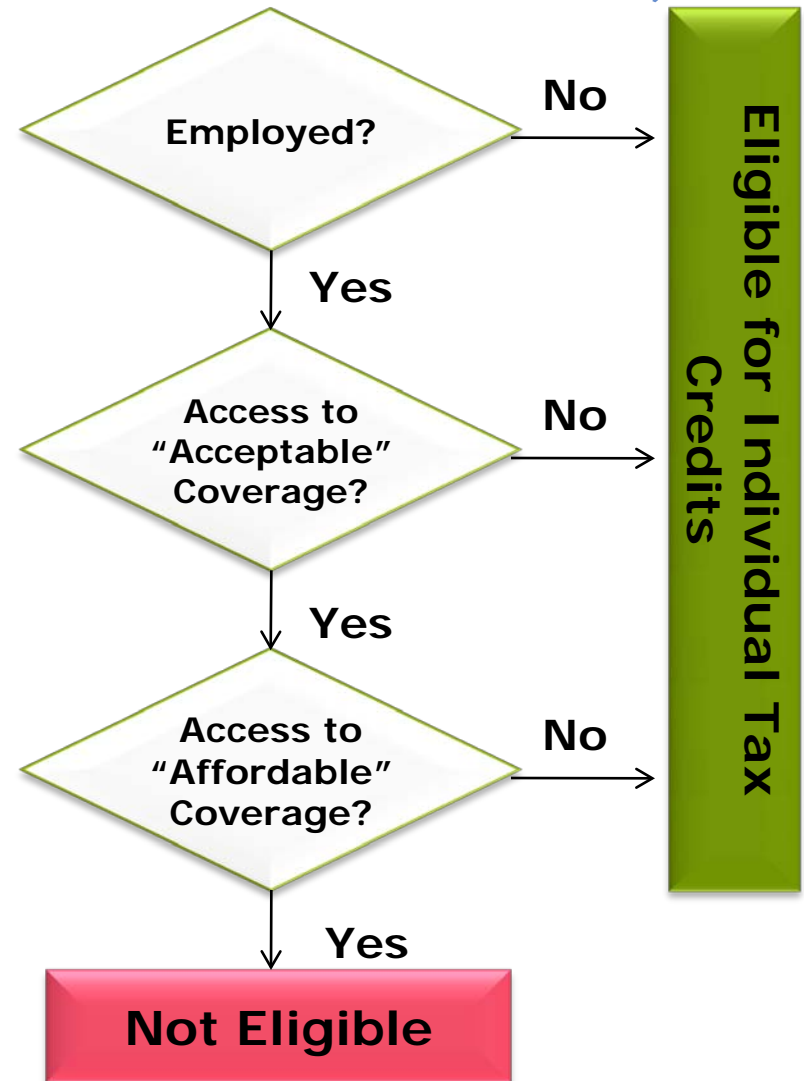 Employed?
No
Yes
Access to
“Acceptable”
Coverage?
No
Yes
Access to
“Affordable”
Coverage?
No
Yes
Not Eligible
Eligible for Individual Tax
Credits